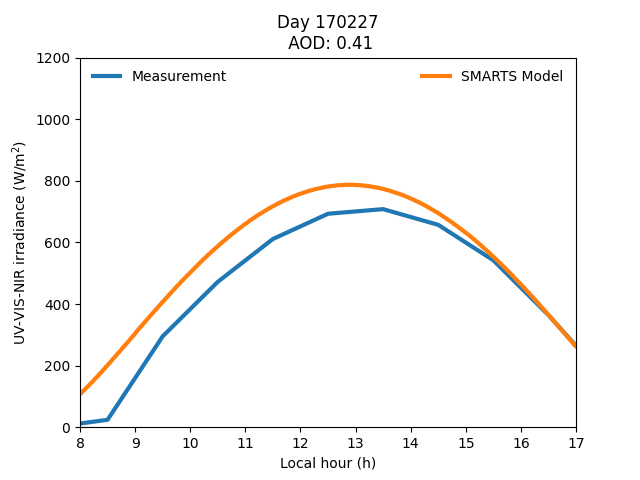 Day 170227
AOD: 0.41
Measurement
SMARTS Model
UV-VIS-NIR irradiance (W/m²)
1200
1000
800
600
400
200
0
8 9 10 11 12 13 14 15 16 17
Local hour (h)